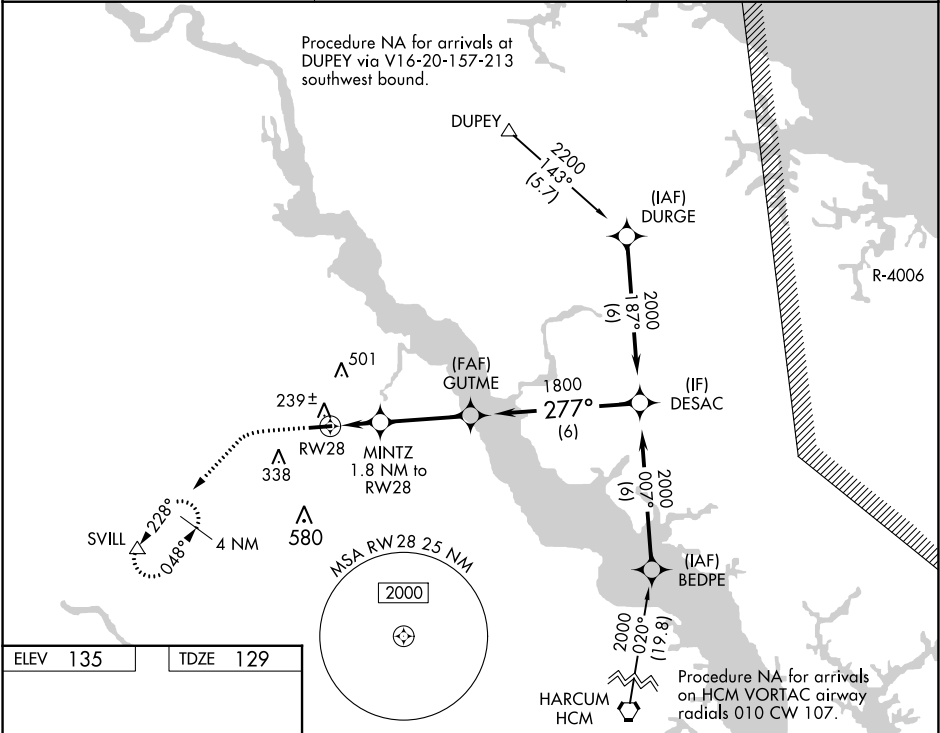 Procedure NA for arrivals at
DUPEY via V16-20-157-213
southwest bound.
DUPEY
2200
143°
(5.7)
(IAF)
DURGE
R-4006
2000
187°
(6)
501
(FAF)
GUTME
1800
277°
(6)
(IF)
DESAC
239±
RW28
MINTZ
1.8 NM to
RW28
338
2000
007°
(6)
SVILL
228°
048°
4 NM
580
MSA RW28 25 NM
2000
(IAF)
BEDPE
2000
020°
(19.8)
HARCUM
HCM
Procedure NA for arrivals
on HCM VORTAC airway
radials 010 CW 107.
ELEV 135
TDZE 129